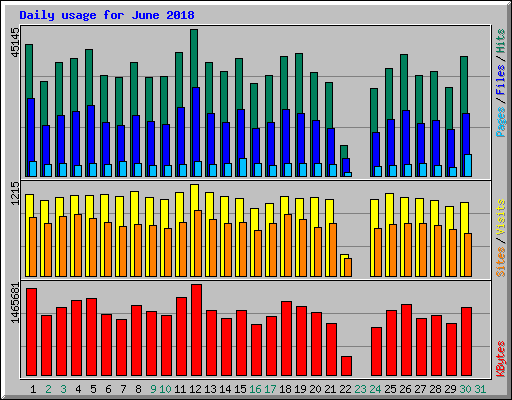 Daily usage for June 2018
45145
Pages / Files / Hits
1215
Sites / Visits
1465681
KBytes
1 2 3 4 5 6 7 8 9 10 11 12 13 14 15 16 17 18 19 20 21 22 23 24 25 26 27 28 29 30 31